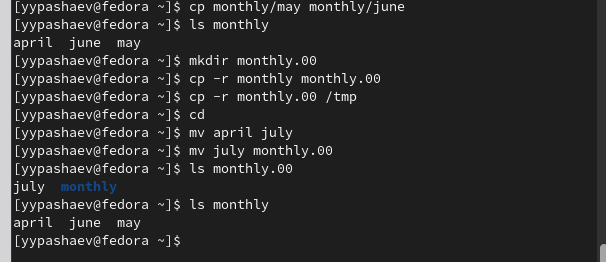 [yypashaev@fedora ~]$ cp monthly/may monthly/june
[yypashaev@fedora ~]$ ls monthly
april  june  may
[yypashaev@fedora ~]$ mkdir monthly.00
[yypashaev@fedora ~]$ cp -r monthly monthly.00
[yypashaev@fedora ~]$ cp -r monthly.00 /tmp
[yypashaev@fedora ~]$ cd
[yypashaev@fedora ~]$ mv april july
[yypashaev@fedora ~]$ mv july monthly.00
[yypashaev@fedora ~]$ ls monthly.00
july  monthly
[yypashaev@fedora ~]$ ls monthly
april  june  may
[yypashaev@fedora ~]$